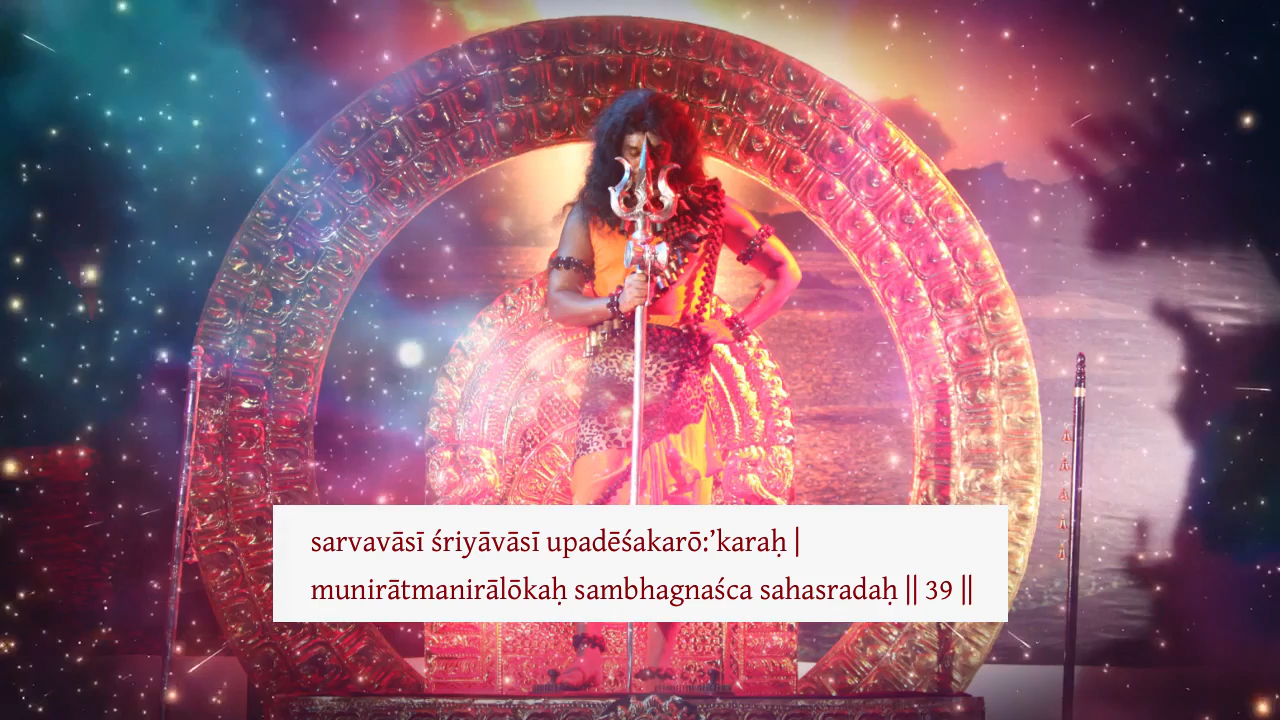 sarvavāsī śriyāvāsī upadēśakarō:’karaḥ |
munirātmanirālōkaḥ sambhagnaśca sahasradaḥ || 39 ||